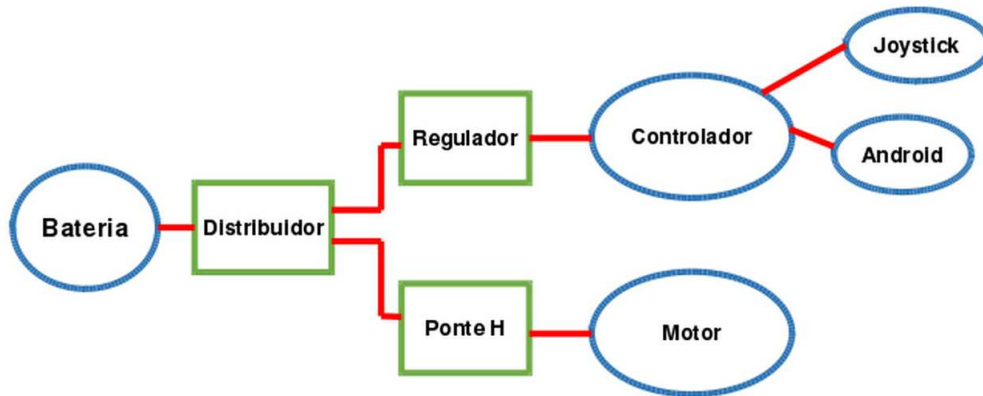 Joystick
Regulador
Controlador
Android
Bateria
Distribuidor
Ponte H
Motor